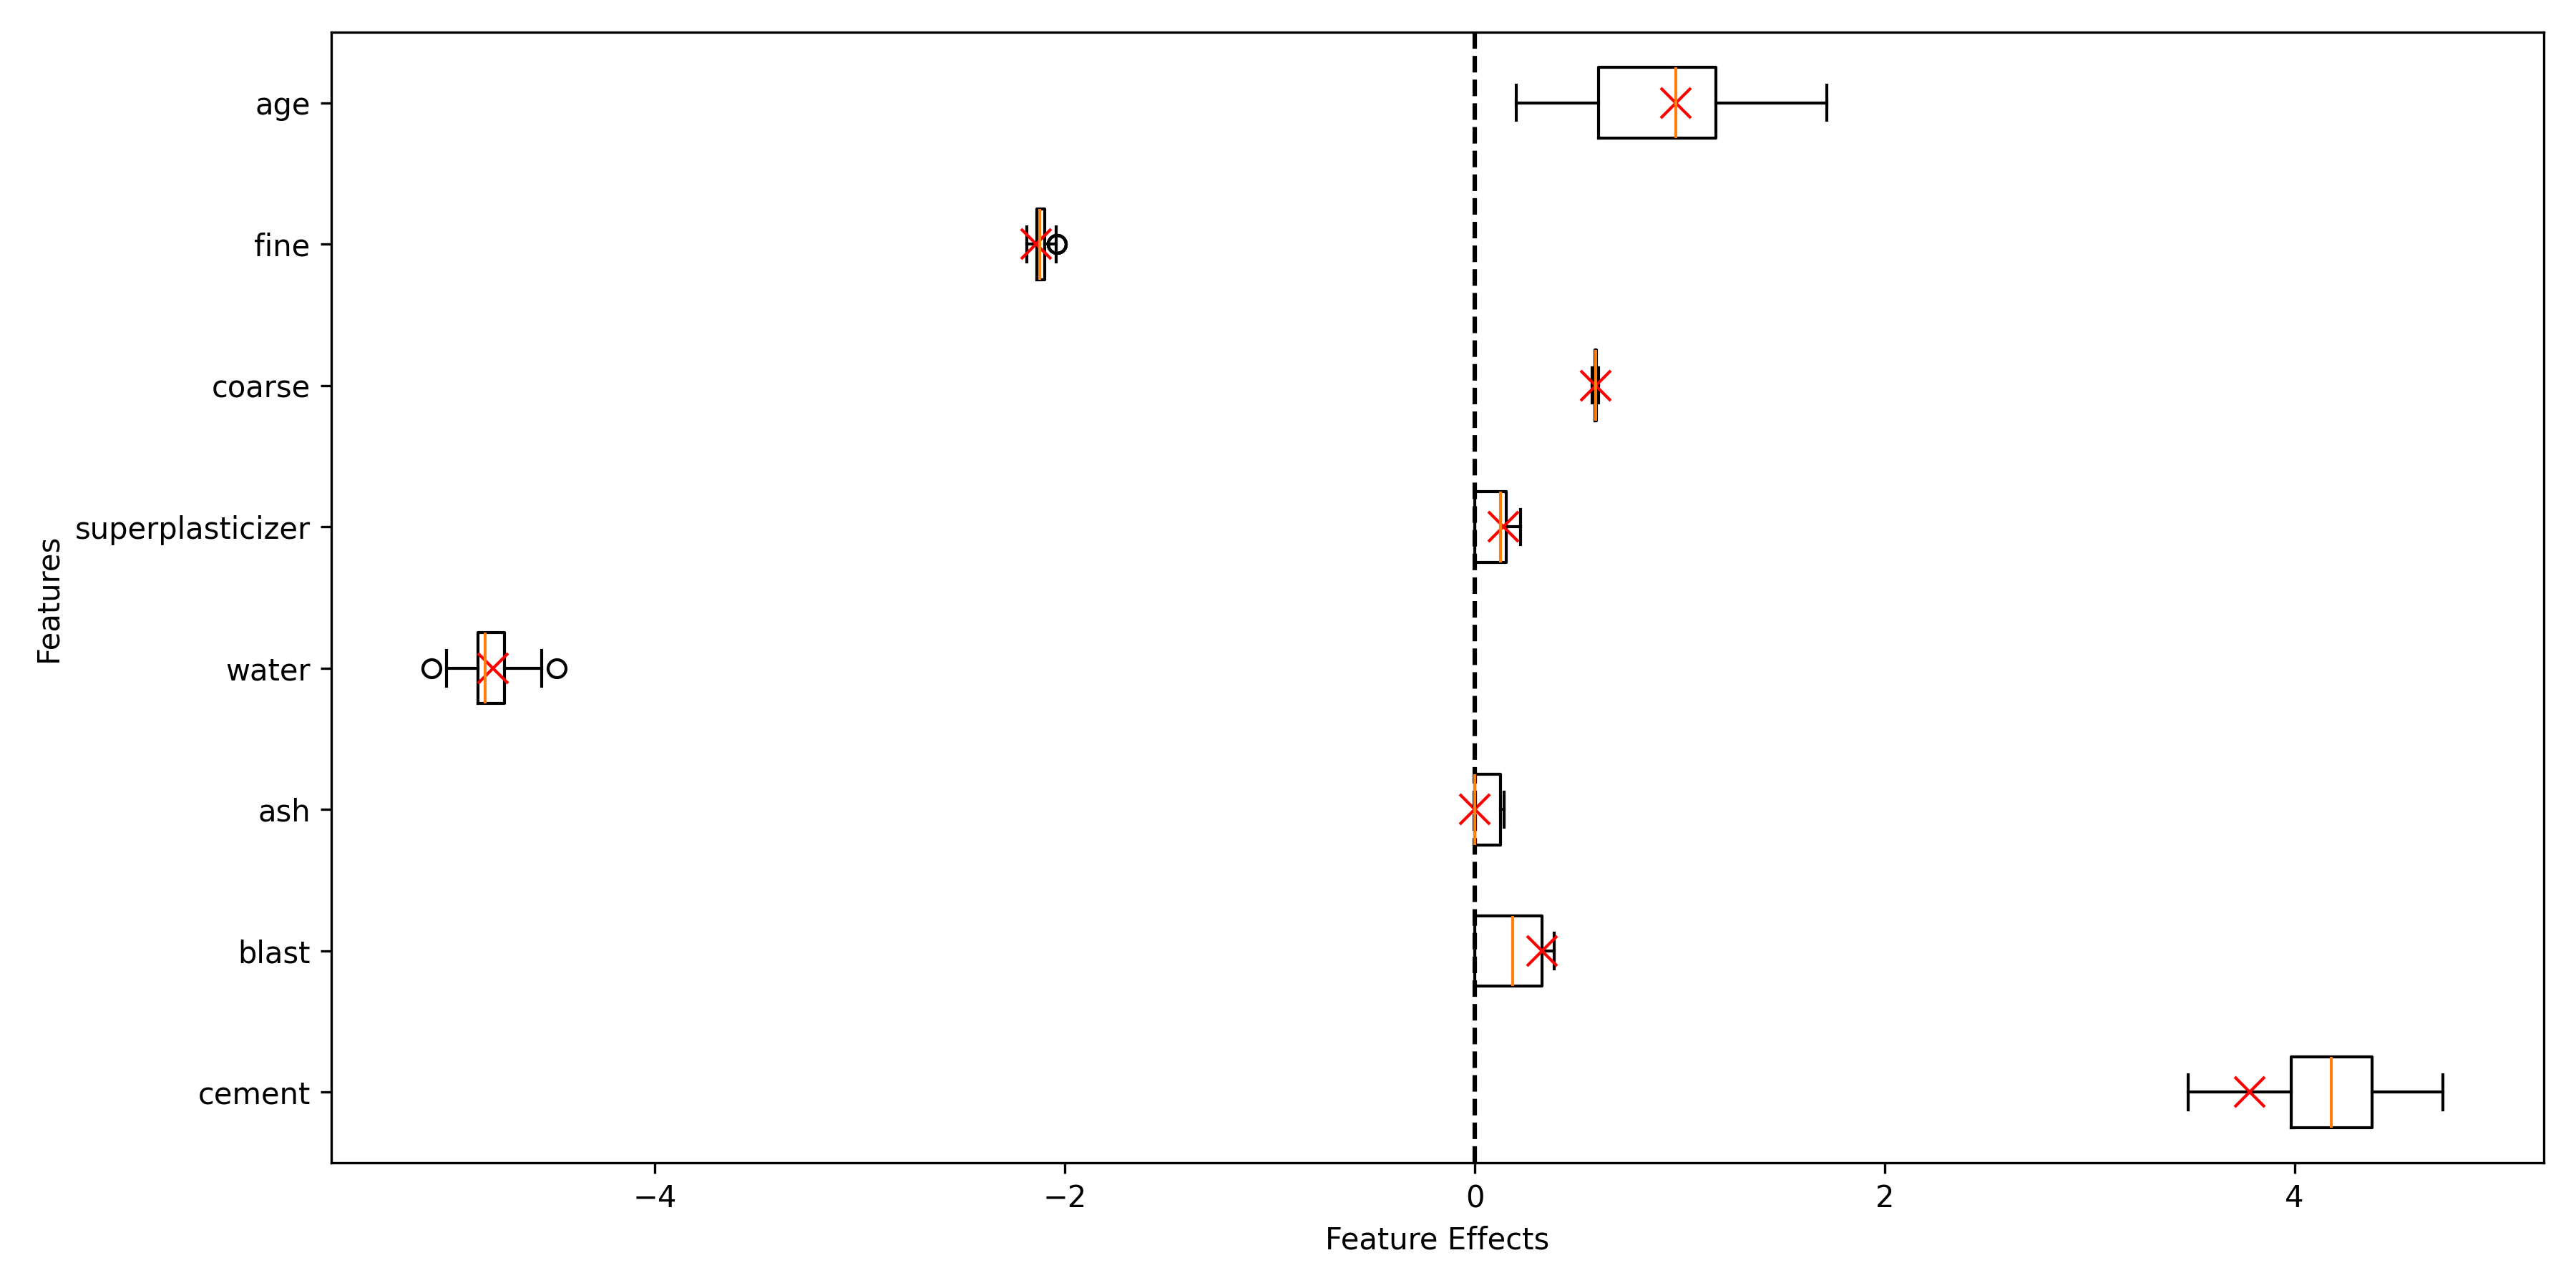 age
fine
coarse
superplasticizer
water
ash
blast
cement
Features
−4
−2
0
2
4
Feature Effects